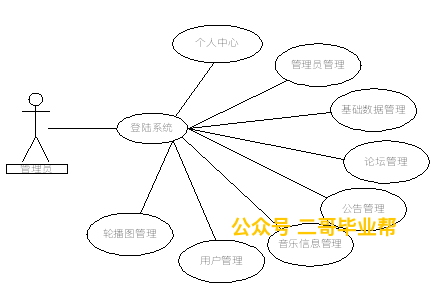 个人中心
管理员管理
基础数据管理
登陆系统
论坛管理
管理员
公告管理
公众号 二哥毕业帮
轮播图管理
音乐信息管理
用户管理